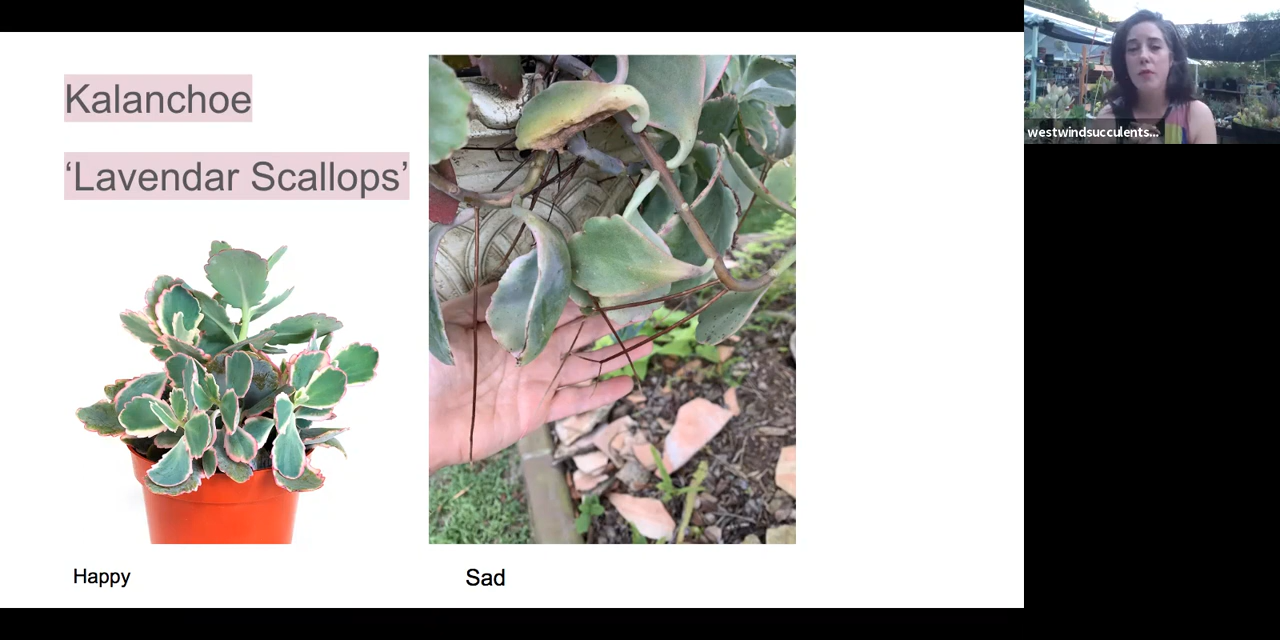 Kalanchoe
‘Lavendar Scallops’
Happy
Sad
westwindsucculents...